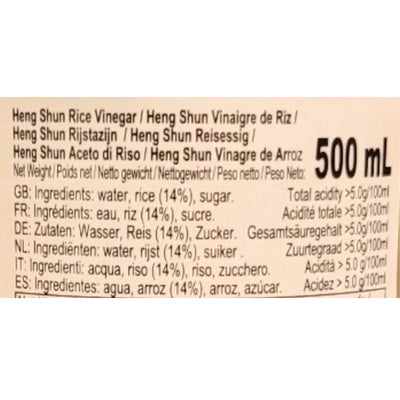 Heng Shun Rice Vinegar / Heng Shun Vinaigre de Riz /
Heng Shun Rijstazijn / Heng Shun Reisessig /
Heng Shun Aceto di Riso / Heng Shun Vinagre de Arroz
Net Weight / Poids net / Netto gewicht / Nettogewicht / Peso netto / Peso Neto: 500 mL
GB: Ingredients: water, rice (14%), sugar. Total acidity >5.0g/100ml
FR: Ingredients: eau, riz (14%), sucre. Acidité totale >5.0g/100ml
DE: Zutaten: Wasser, Reis (14%), Zucker. Gesamtsäuregehalt >5.0g/100ml
NL: Ingrediënten: water, rijst (14%), suiker . Zuurtegraad >5.0g/100ml
IT: Ingredienti: acqua, riso (14%), riso, zucchero. Acidità > 5.0 g/100ml
ES: Ingredientes: agua, arroz (14%), arroz, azúcar. Acidez > 5.0 g/100ml